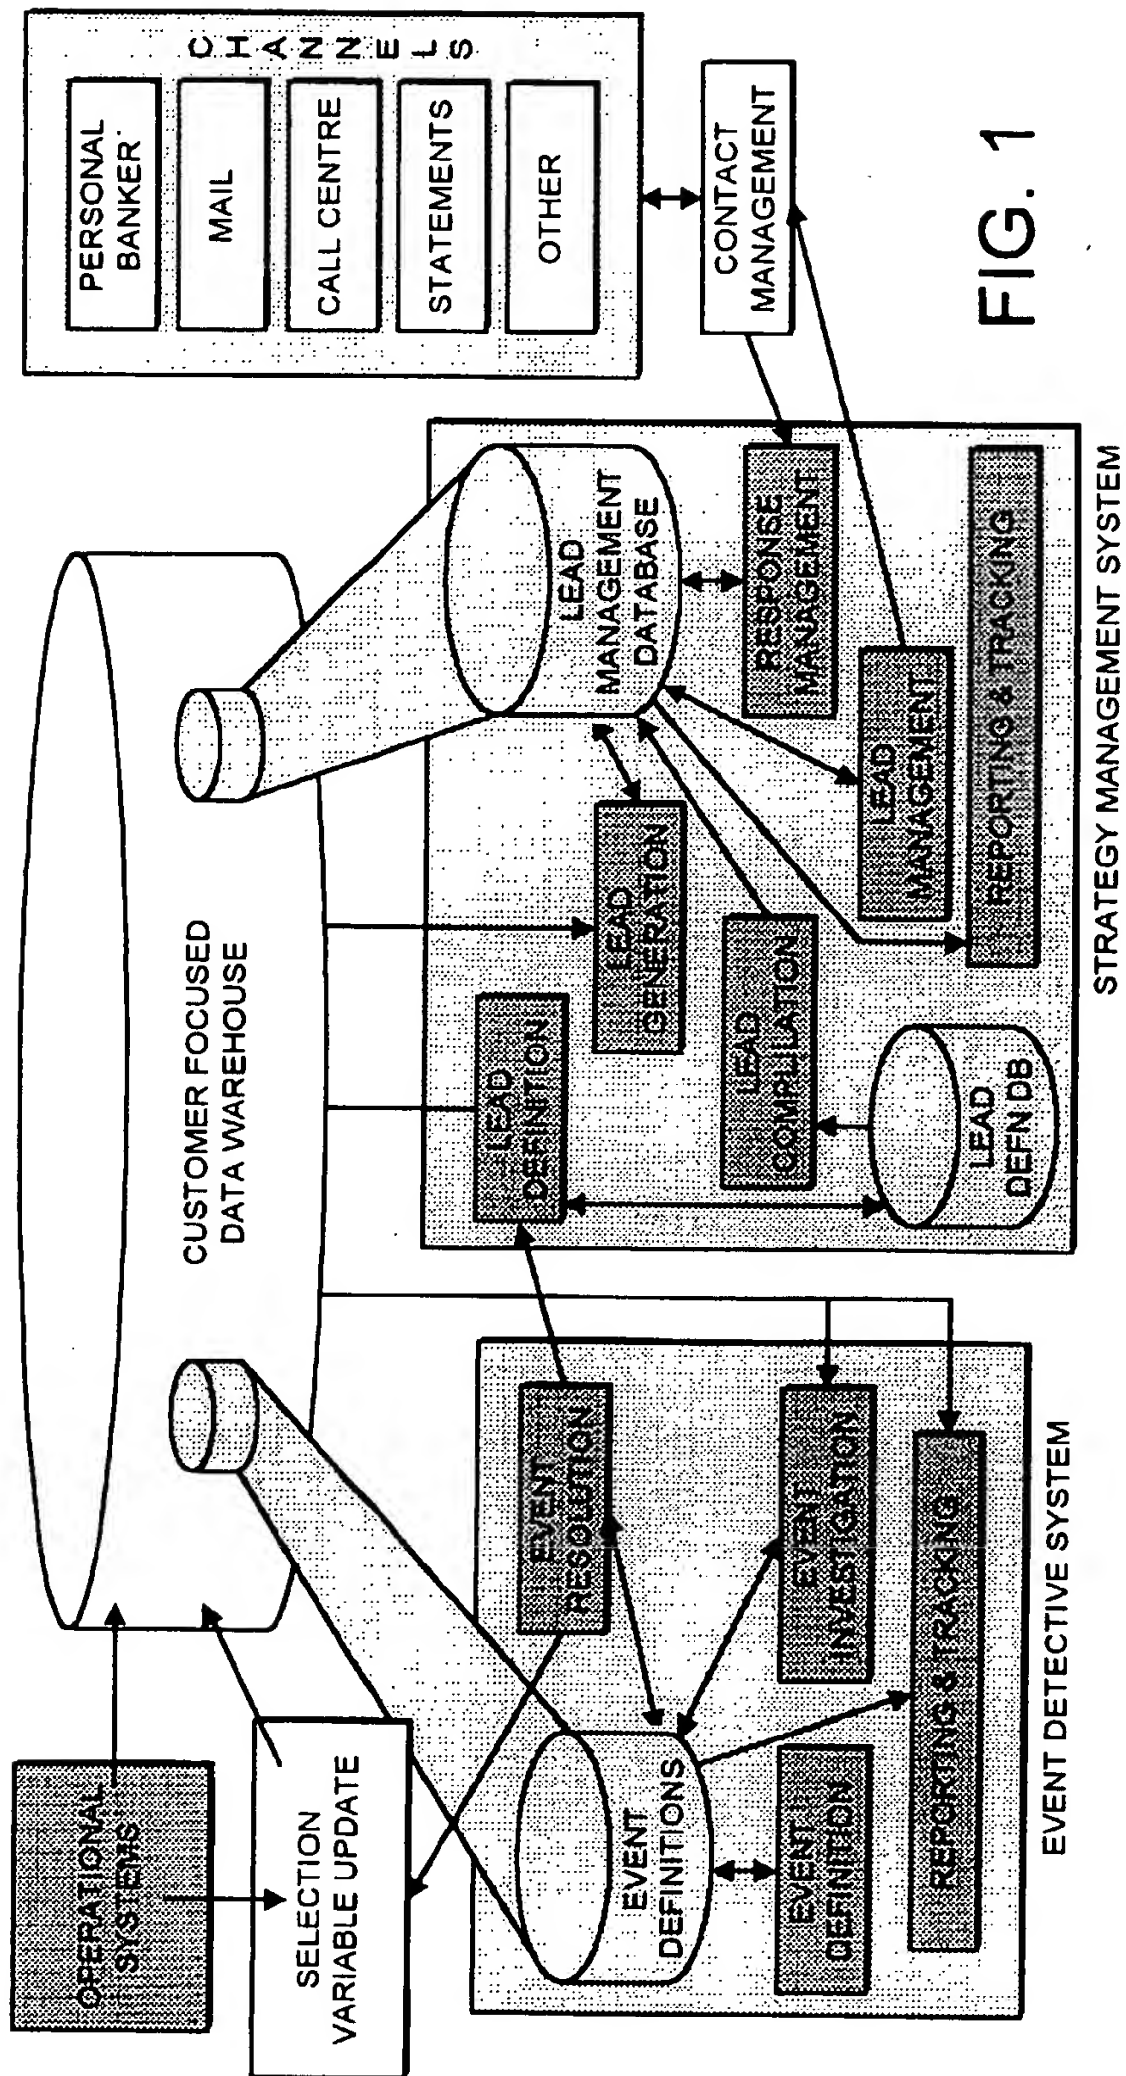 OPERATIONAL
SYSTEMS
SELECTION
VARIABLE UPDATE
CUSTOMER FOCUSED
DATA WAREHOUSE
EVENT
DEFINITIONS
EVENT
DEFINITION
EVENT
RESOLUTION
EVENT
INVESTIGATION
REPORTING & TRACKING
EVENT DETECTIVE SYSTEM
LEAD
DEFINITION
LEAD
GENERATION
LEAD
COMPLILATION
LEAD
DEFN DB
LEAD
MANAGEMENT
DATABASE
RESPONSE
MANAGEMENT
LEAD
MANAGEMENT
REPORTING & TRACKING
STRATEGY MANAGEMENT SYSTEM
CHANNELS
PERSONAL
BANKER
MAIL
CALL CENTRE
STATEMENTS
OTHER
CONTACT
MANAGEMENT
FIG. 1